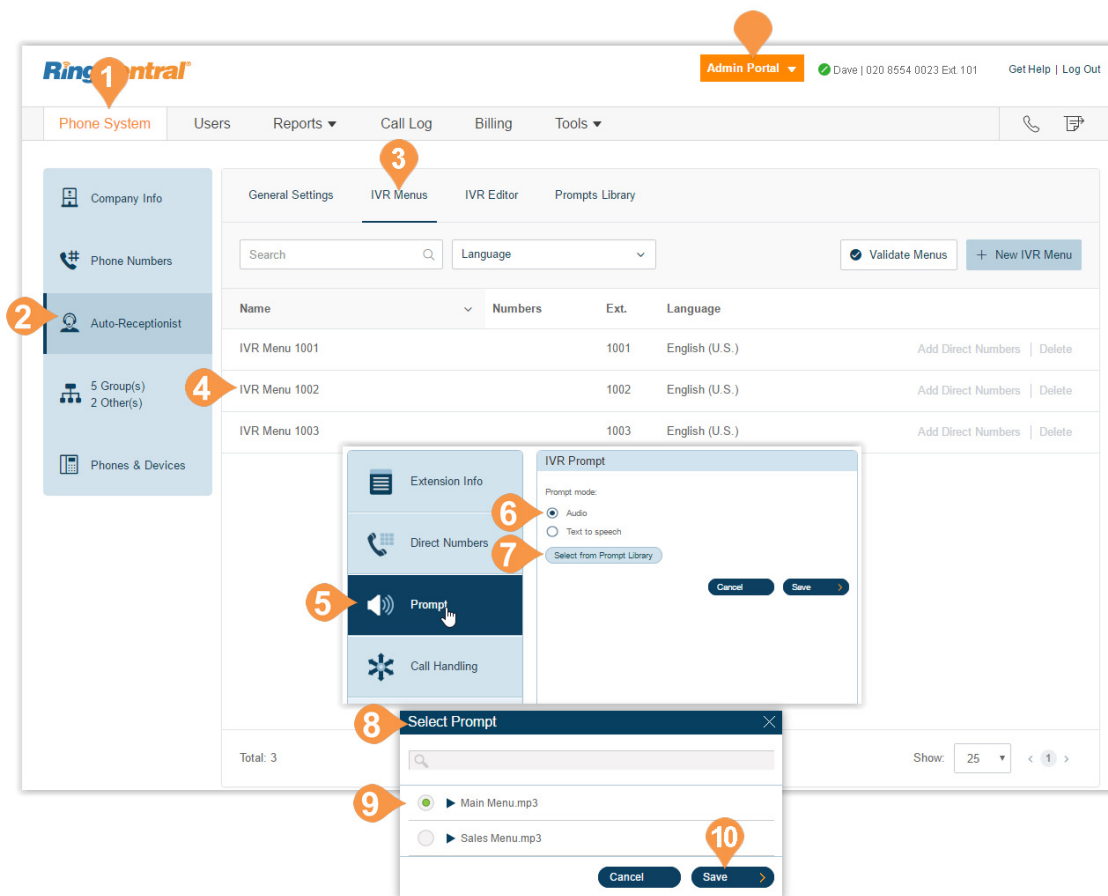 RingCentral®
Admin Portal
Dave | 020 8554 0023 Ext. 101
Get Help | Log Out
1
Phone System
Users
Reports
Call Log
Billing
Tools
3
Company Info
Phone Numbers
2
Auto-Receptionist
5 Group(s)
2 Other(s)
Phones & Devices
General Settings
IVR Menus
IVR Editor
Prompts Library
Search
Language
Validate Menus
+ New IVR Menu
Name
Numbers
Ext.
Language
IVR Menu 1001
1001
English (U.S.)
Add Direct Numbers | Delete
4
IVR Menu 1002
1002
English (U.S.)
Add Direct Numbers | Delete
IVR Menu 1003
1003
English (U.S.)
Add Direct Numbers | Delete
Extension Info
Direct Numbers
5
Prompt
Call Handling
IVR Prompt
Prompt mode:
6
Audio
Text to speech
7
Select from Prompt Library
Cancel
Save
8
Select Prompt
9
Main Menu.mp3
Sales Menu.mp3
10
Cancel
Save
Total: 3
Show:
25
1